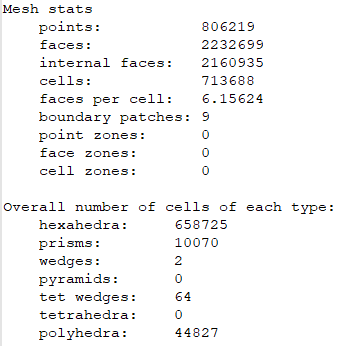 Mesh stats
points: 806219
faces: 2232699
internal faces: 2160935
cells: 713688
faces per cell: 6.15624
boundary patches: 9
point zones: 0
face zones: 0
cell zones: 0
Overall number of cells of each type:
hexahedra: 658725
prisms: 10070
wedges: 2
pyramids: 0
tet wedges: 64
tetrahedra: 0
polyhedra: 44827